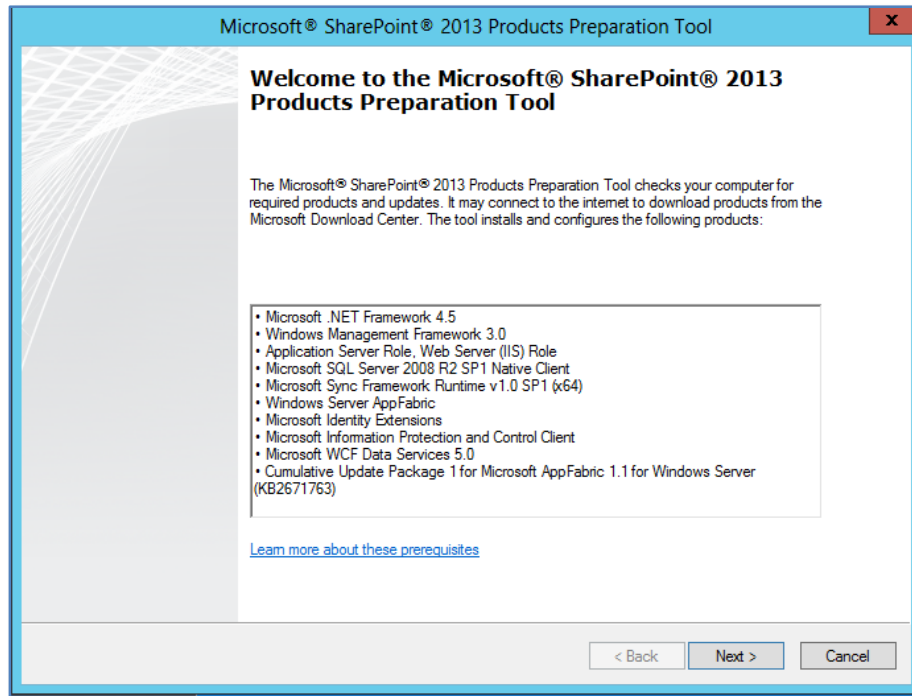 Microsoft® SharePoint® 2013 Products Preparation Tool
x
Welcome to the Microsoft® SharePoint® 2013
Products Preparation Tool
The Microsoft® SharePoint® 2013 Products Preparation Tool checks your computer for
required products and updates. It may connect to the internet to download products from the
Microsoft Download Center. The tool installs and configures the following products:
• Microsoft .NET Framework 4.5
• Windows Management Framework 3.0
• Application Server Role, Web Server (IIS) Role
• Microsoft SQL Server 2008 R2 SP1 Native Client
• Microsoft Sync Framework Runtime v1.0 SP1 (x64)
• Windows Server AppFabric
• Microsoft Identity Extensions
• Microsoft Information Protection and Control Client
• Microsoft WCF Data Services 5.0
• Cumulative Update Package 1 for Microsoft AppFabric 1.1 for Windows Server
(KB2671763)
Learn more about these prerequisites
< Back Next > Cancel